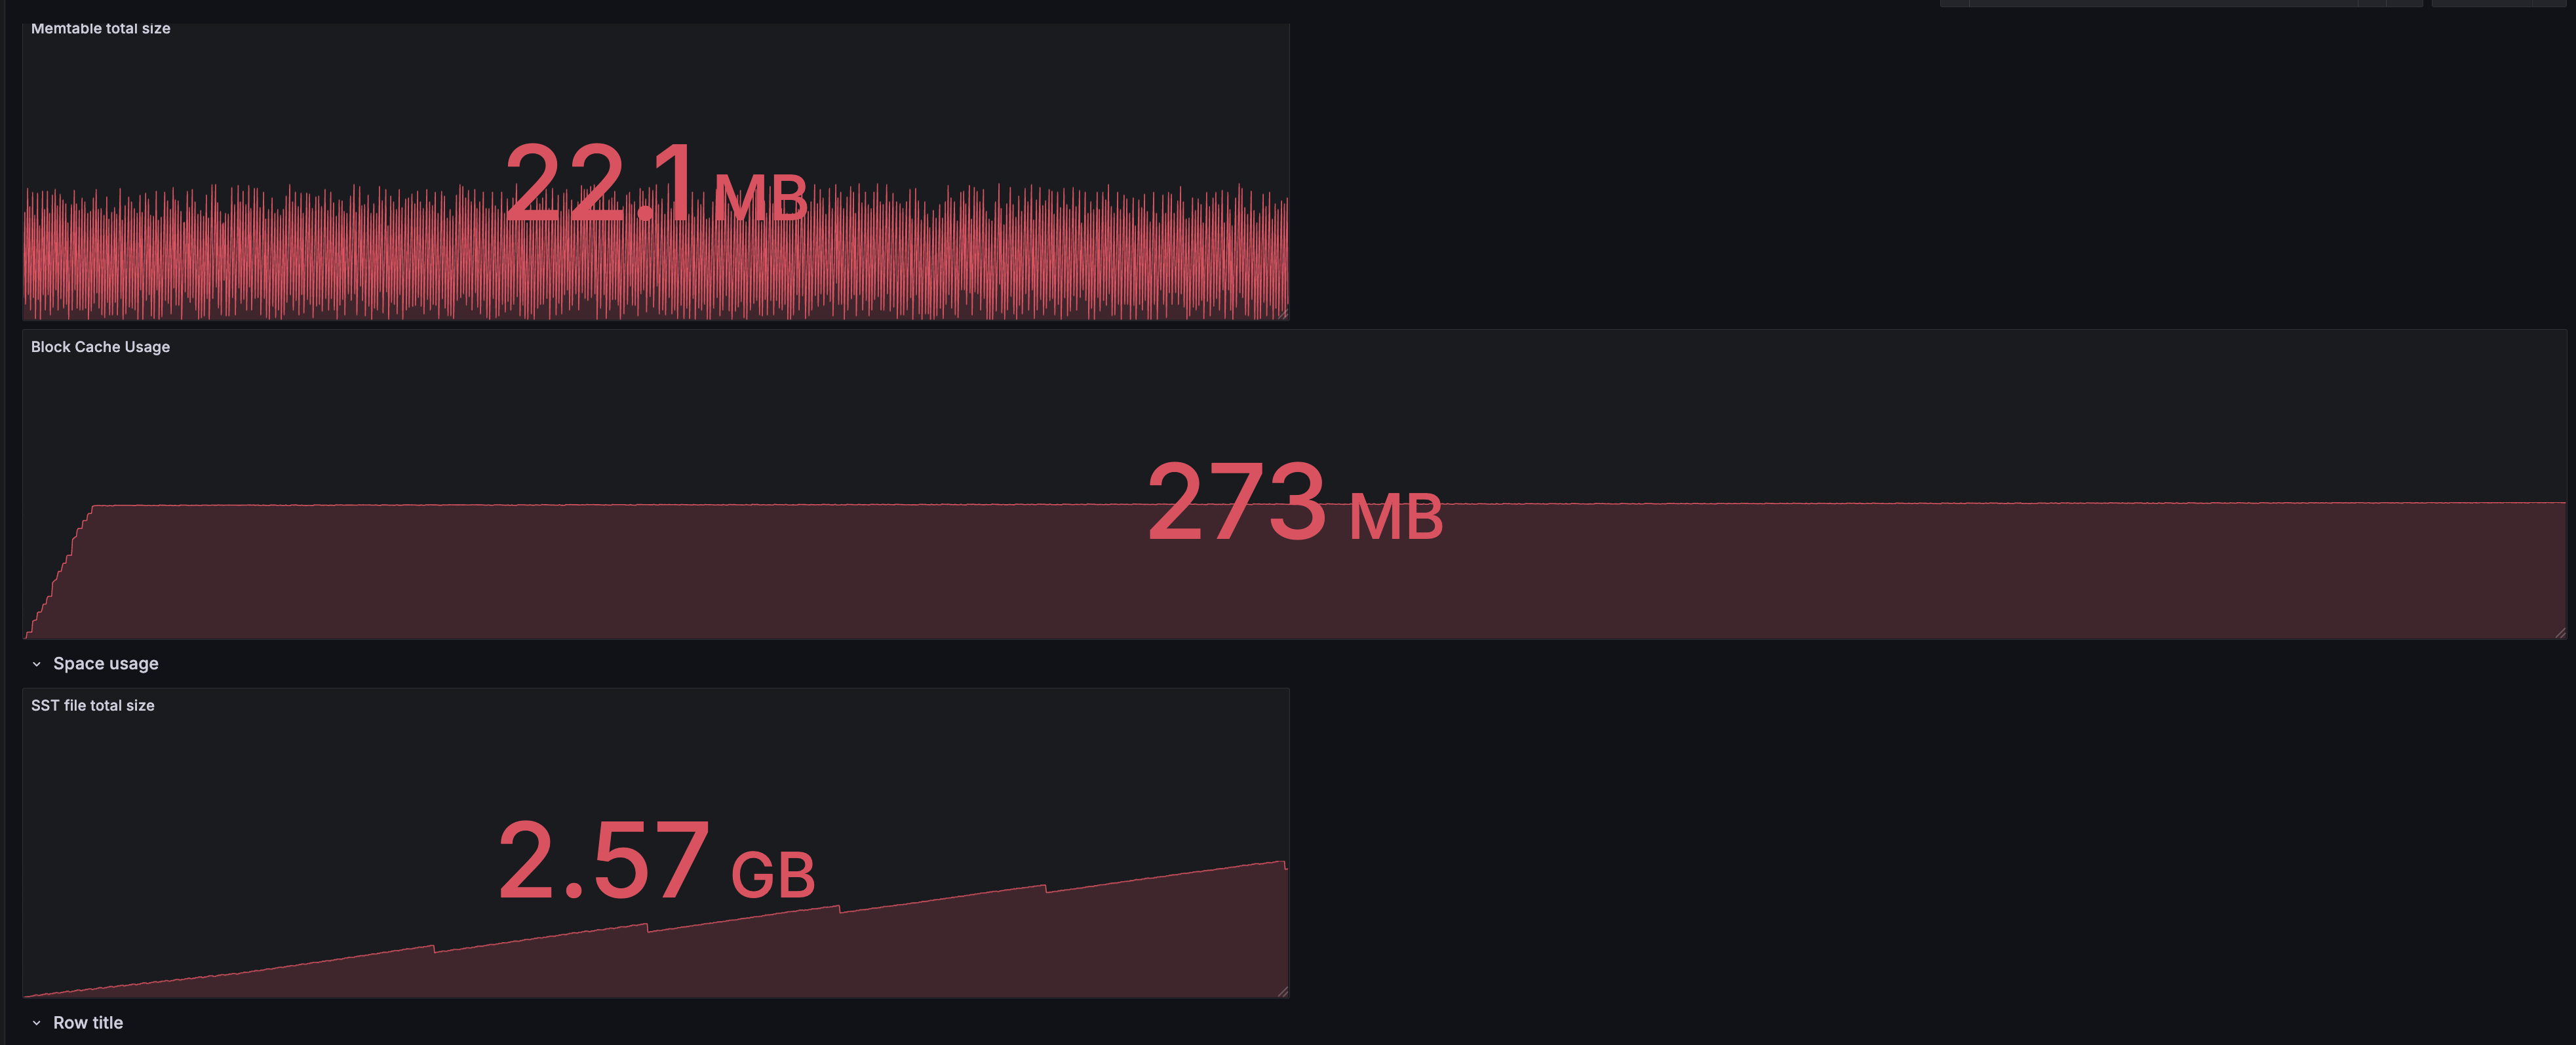 Memtable total size
22.1 MB
Block Cache Usage
273 MB
Space usage
SST file total size
2.57 GB
Row title